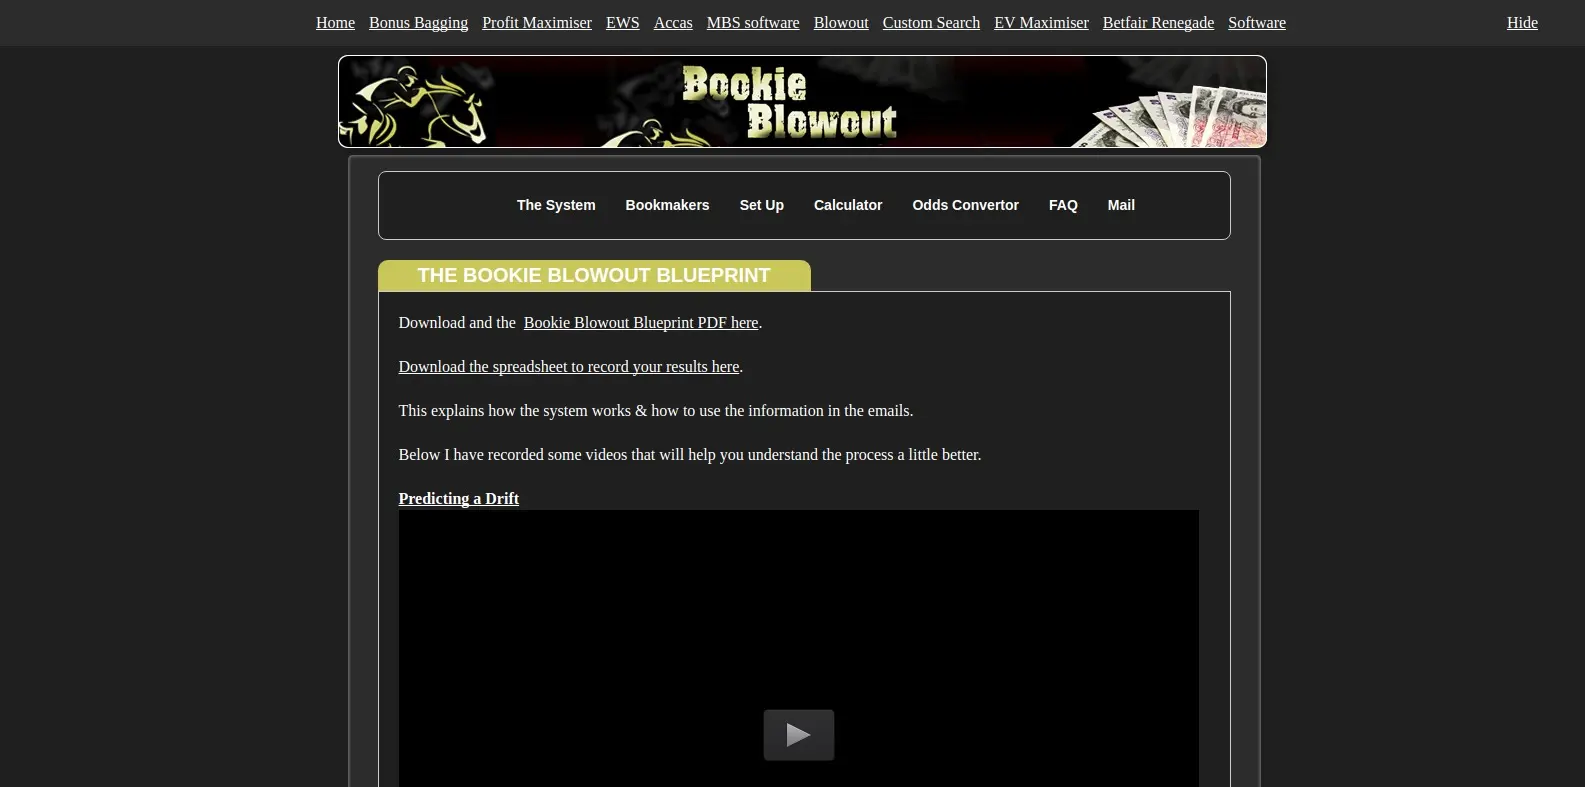 Home Bonus Bagging Profit Maximiser EWS Accas MBS software Blowout Custom Search EV Maximiser Betfair Renegade Software Hide
Bookie
Blowout
The System Bookmakers Set Up Calculator Odds Convertor FAQ Mail
THE BOOKIE BLOWOUT BLUEPRINT
Download and the Bookie Blowout Blueprint PDF here.
Download the spreadsheet to record your results here.
This explains how the system works & how to use the information in the emails.
Below I have recorded some videos that will help you understand the process a little better.
Predicting a Drift